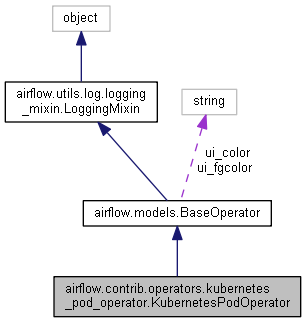 object
airflow.utils.log.logging
_mixin.LoggingMixin
string
ui_color
ui_fgcolor
airflow.models.BaseOperator
airflow.contrib.operators.kubernetes
_pod_operator.KubernetesPodOperator